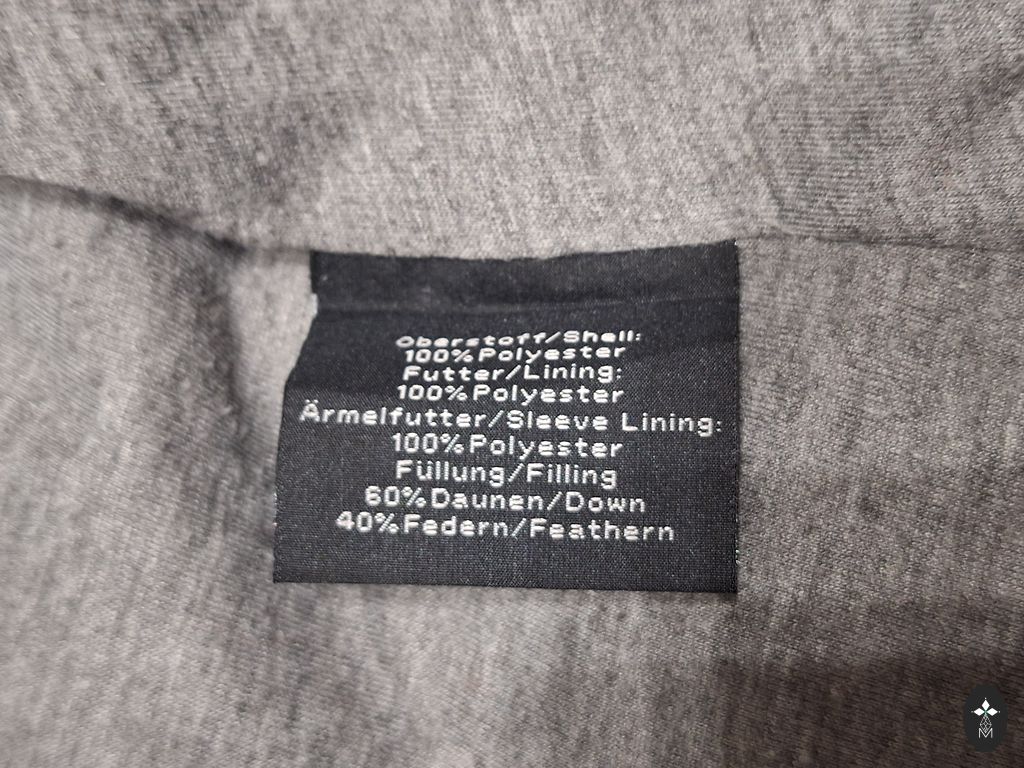 Oberstoff/Shell:
100%Polyester
Futter/Lining:
100%Polyester
Ärmelfutter/Sleeve Lining:
100%Polyester
Füllung/Filling
60%Daunen/Down
40%Federn/Feathern
M